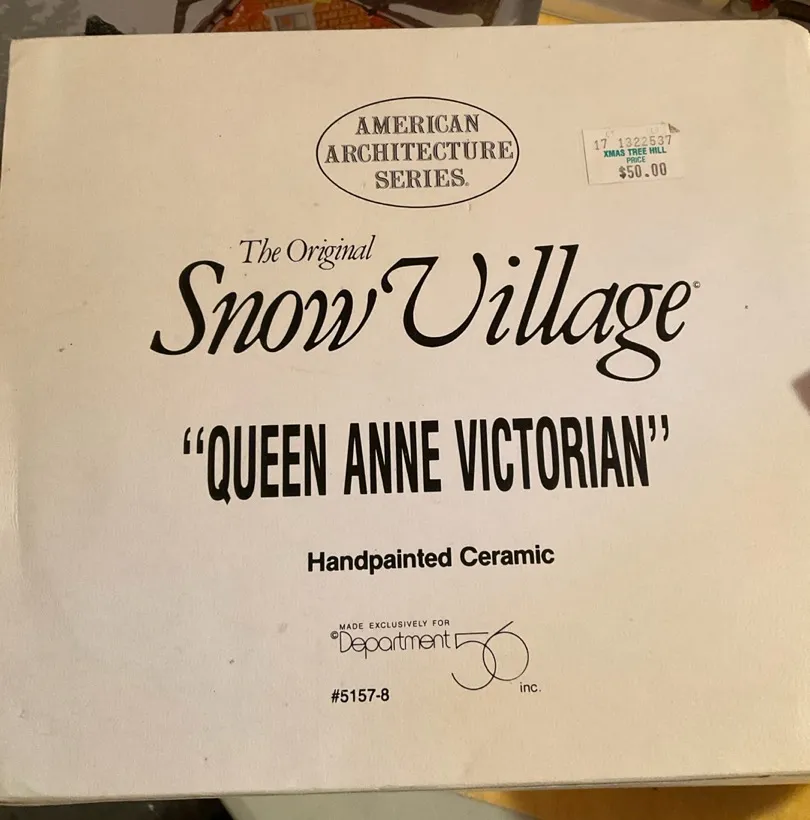 AMERICAN
ARCHITECTURE
SERIES®
17 1322537
XMAS TREE HILL
PRICE
$50.00
The Original
Snow Village©
“QUEEN ANNE VICTORIAN”
Handpainted Ceramic
MADE EXCLUSIVELY FOR
©Department 56
inc.
#5157-8